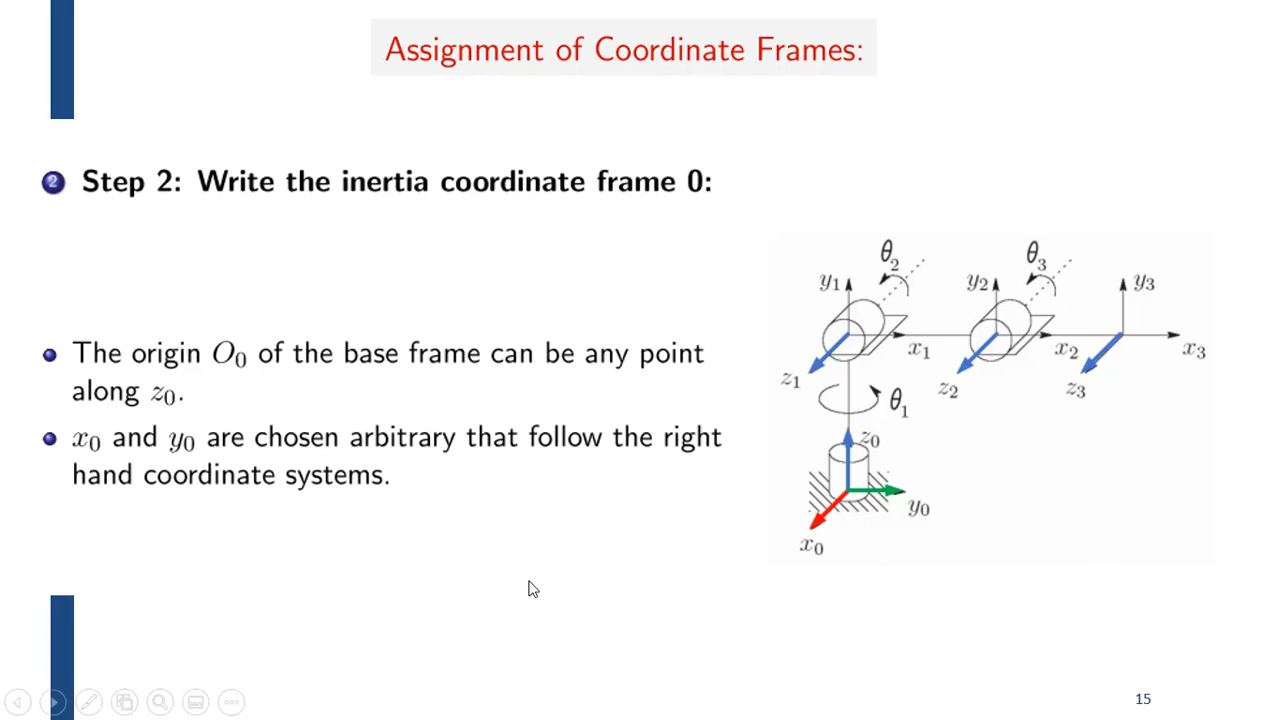 Assignment of Coordinate Frames:
2 Step 2: Write the inertia coordinate frame 0:
The origin O₀ of the base frame can be any point
along z₀.
x₀ and y₀ are chosen arbitrary that follow the right
hand coordinate systems.
θ₂ θ₃
y₁ y₂ y₃
x₁ x₂ x₃
z₁ z₂ z₃
θ₁
z₀
y₀
x₀
15